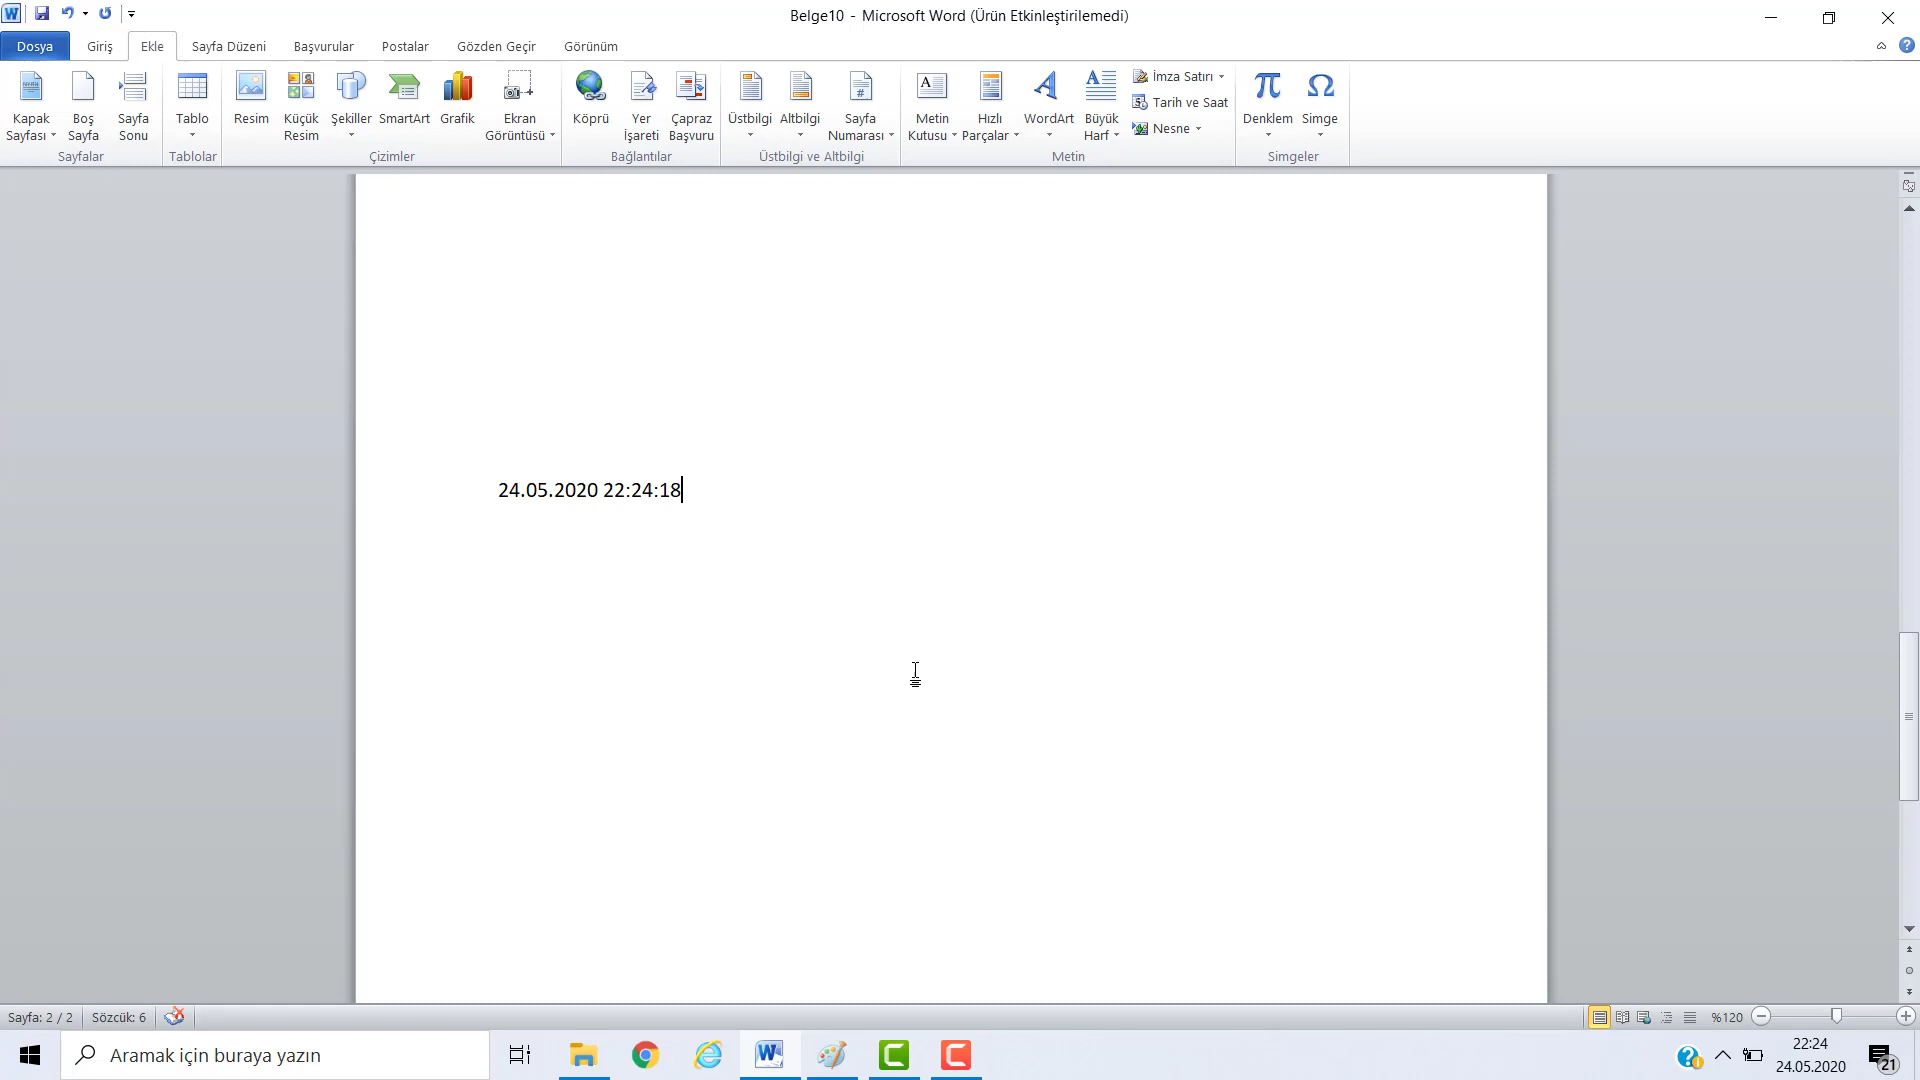 Belge10 - Microsoft Word (Ürün Etkinleştirilemedi)
Dosya Giriş Ekle Sayfa Düzeni Başvurular Postalar Gözden Geçir Görünüm
Kapak Sayfası
Boş Sayfa
Sayfa Sonu
Sayfalar
Tablo
Tablolar
Resim
Küçük Resim
Şekiller
SmartArt
Grafik
Ekran Görüntüsü
Çizimler
Köprü
Yer İşareti
Çapraz Başvuru
Bağlantılar
Üstbilgi
Altbilgi
Sayfa Numarası
Üstbilgi ve Altbilgi
Metin Kutusu
Hızlı Parçalar
WordArt
Büyük Harf
İmza Satırı
Tarih ve Saat
Nesne
Metin
Denklem
Simge
Simgeler
24.05.2020 22:24:18
Sayfa: 2 / 2 Sözcük: 6 %120
Aramak için buraya yazın
22:24
24.05.2020
21